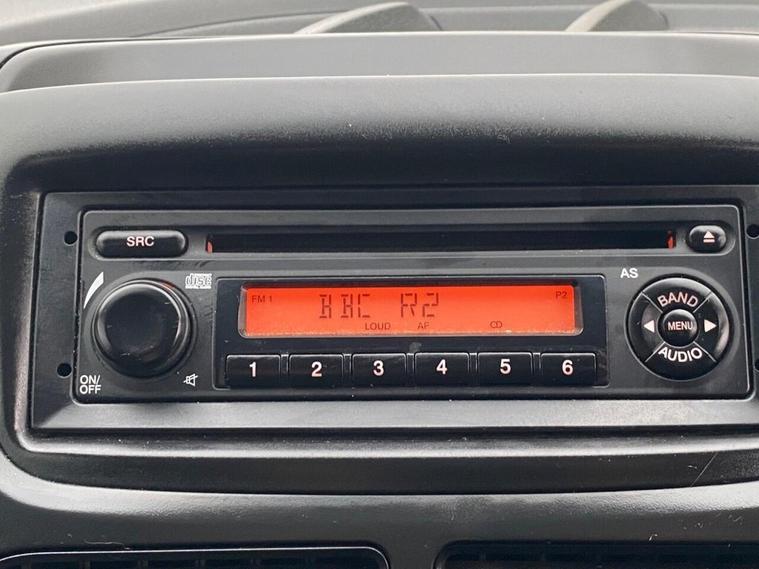 SRC
AS
FM 1 BBC R2 P2
LOUD AF CD
BAND
MENU
AUDIO
1 2 3 4 5 6
ON/
OFF